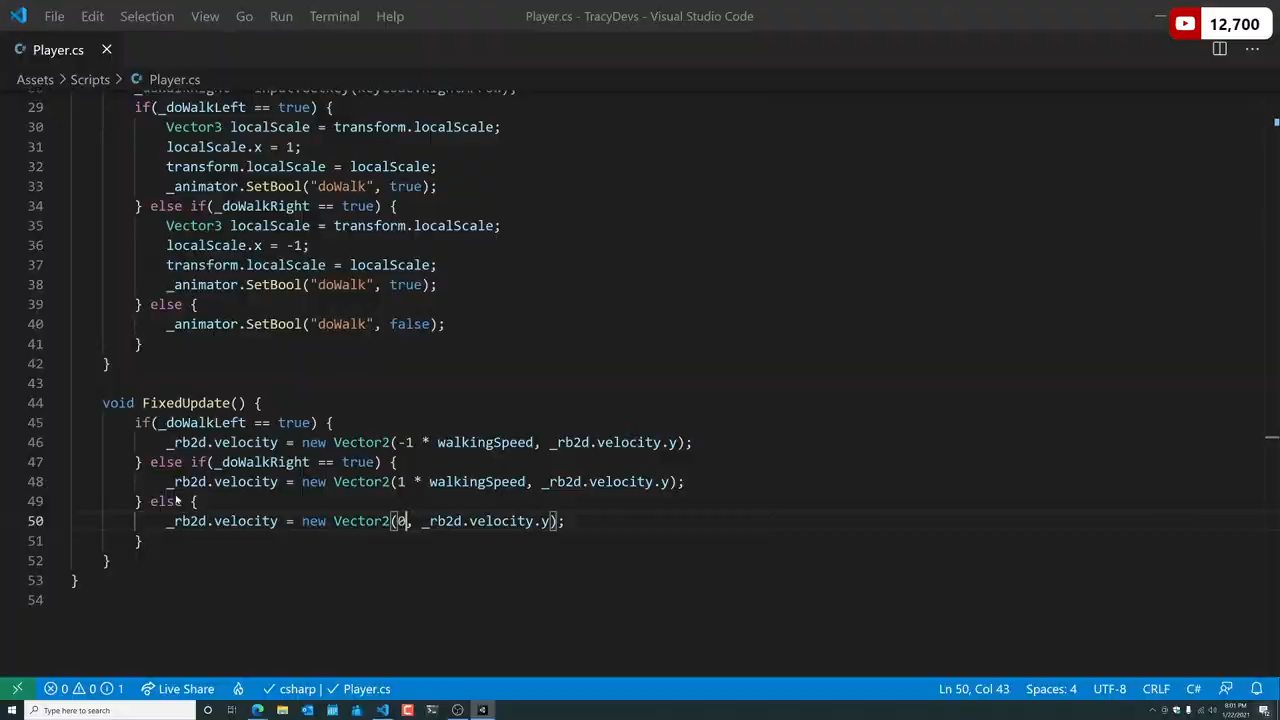 File Edit Selection View Go Run Terminal Help
Player.cs - TracyDevs - Visual Studio Code
12,700
Player.cs
Assets > Scripts > Player.cs
29 if(_doWalkLeft == true) {
30 Vector3 localScale = transform.localScale;
31 localScale.x = 1;
32 transform.localScale = localScale;
33 _animator.SetBool("doWalk", true);
34 } else if(_doWalkRight == true) {
35 Vector3 localScale = transform.localScale;
36 localScale.x = -1;
37 transform.localScale = localScale;
38 _animator.SetBool("doWalk", true);
39 } else {
40 _animator.SetBool("doWalk", false);
41 }
42 }
43
44 void FixedUpdate() {
45 if(_doWalkLeft == true) {
46 _rb2d.velocity = new Vector2(-1 * walkingSpeed, _rb2d.velocity.y);
47 } else if(_doWalkRight == true) {
48 _rb2d.velocity = new Vector2(1 * walkingSpeed, _rb2d.velocity.y);
49 } else {
50 _rb2d.velocity = new Vector2(0, _rb2d.velocity.y);
51 }
52 }
53 }
54
0 0 1 Live Share csharp | Player.cs Ln 50, Col 43 Spaces: 4 UTF-8 CRLF C#
Type here to search
8:01 PM
1/22/2021